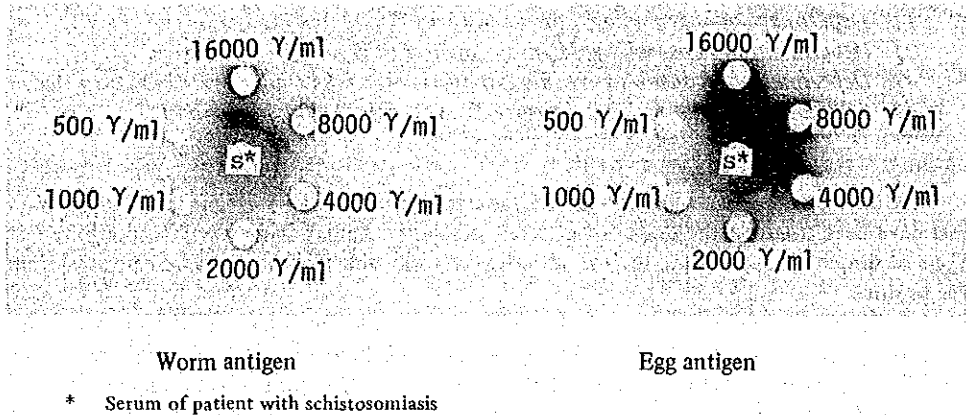 16000 γ/ml 16000 γ/ml
500 γ/ml 8000 γ/ml 500 γ/ml 8000 γ/ml
S* S*
1000 γ/ml 4000 γ/ml 1000 γ/ml 4000 γ/ml
2000 γ/ml 2000 γ/ml
Worm antigen Egg antigen
* Serum of patient with schistosomiasis